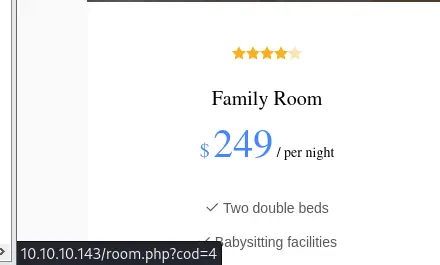 Family Room
$ 249 / per night
✓ Two double beds
✓ Babysitting facilities
10.10.10.143/room.php?cod=4